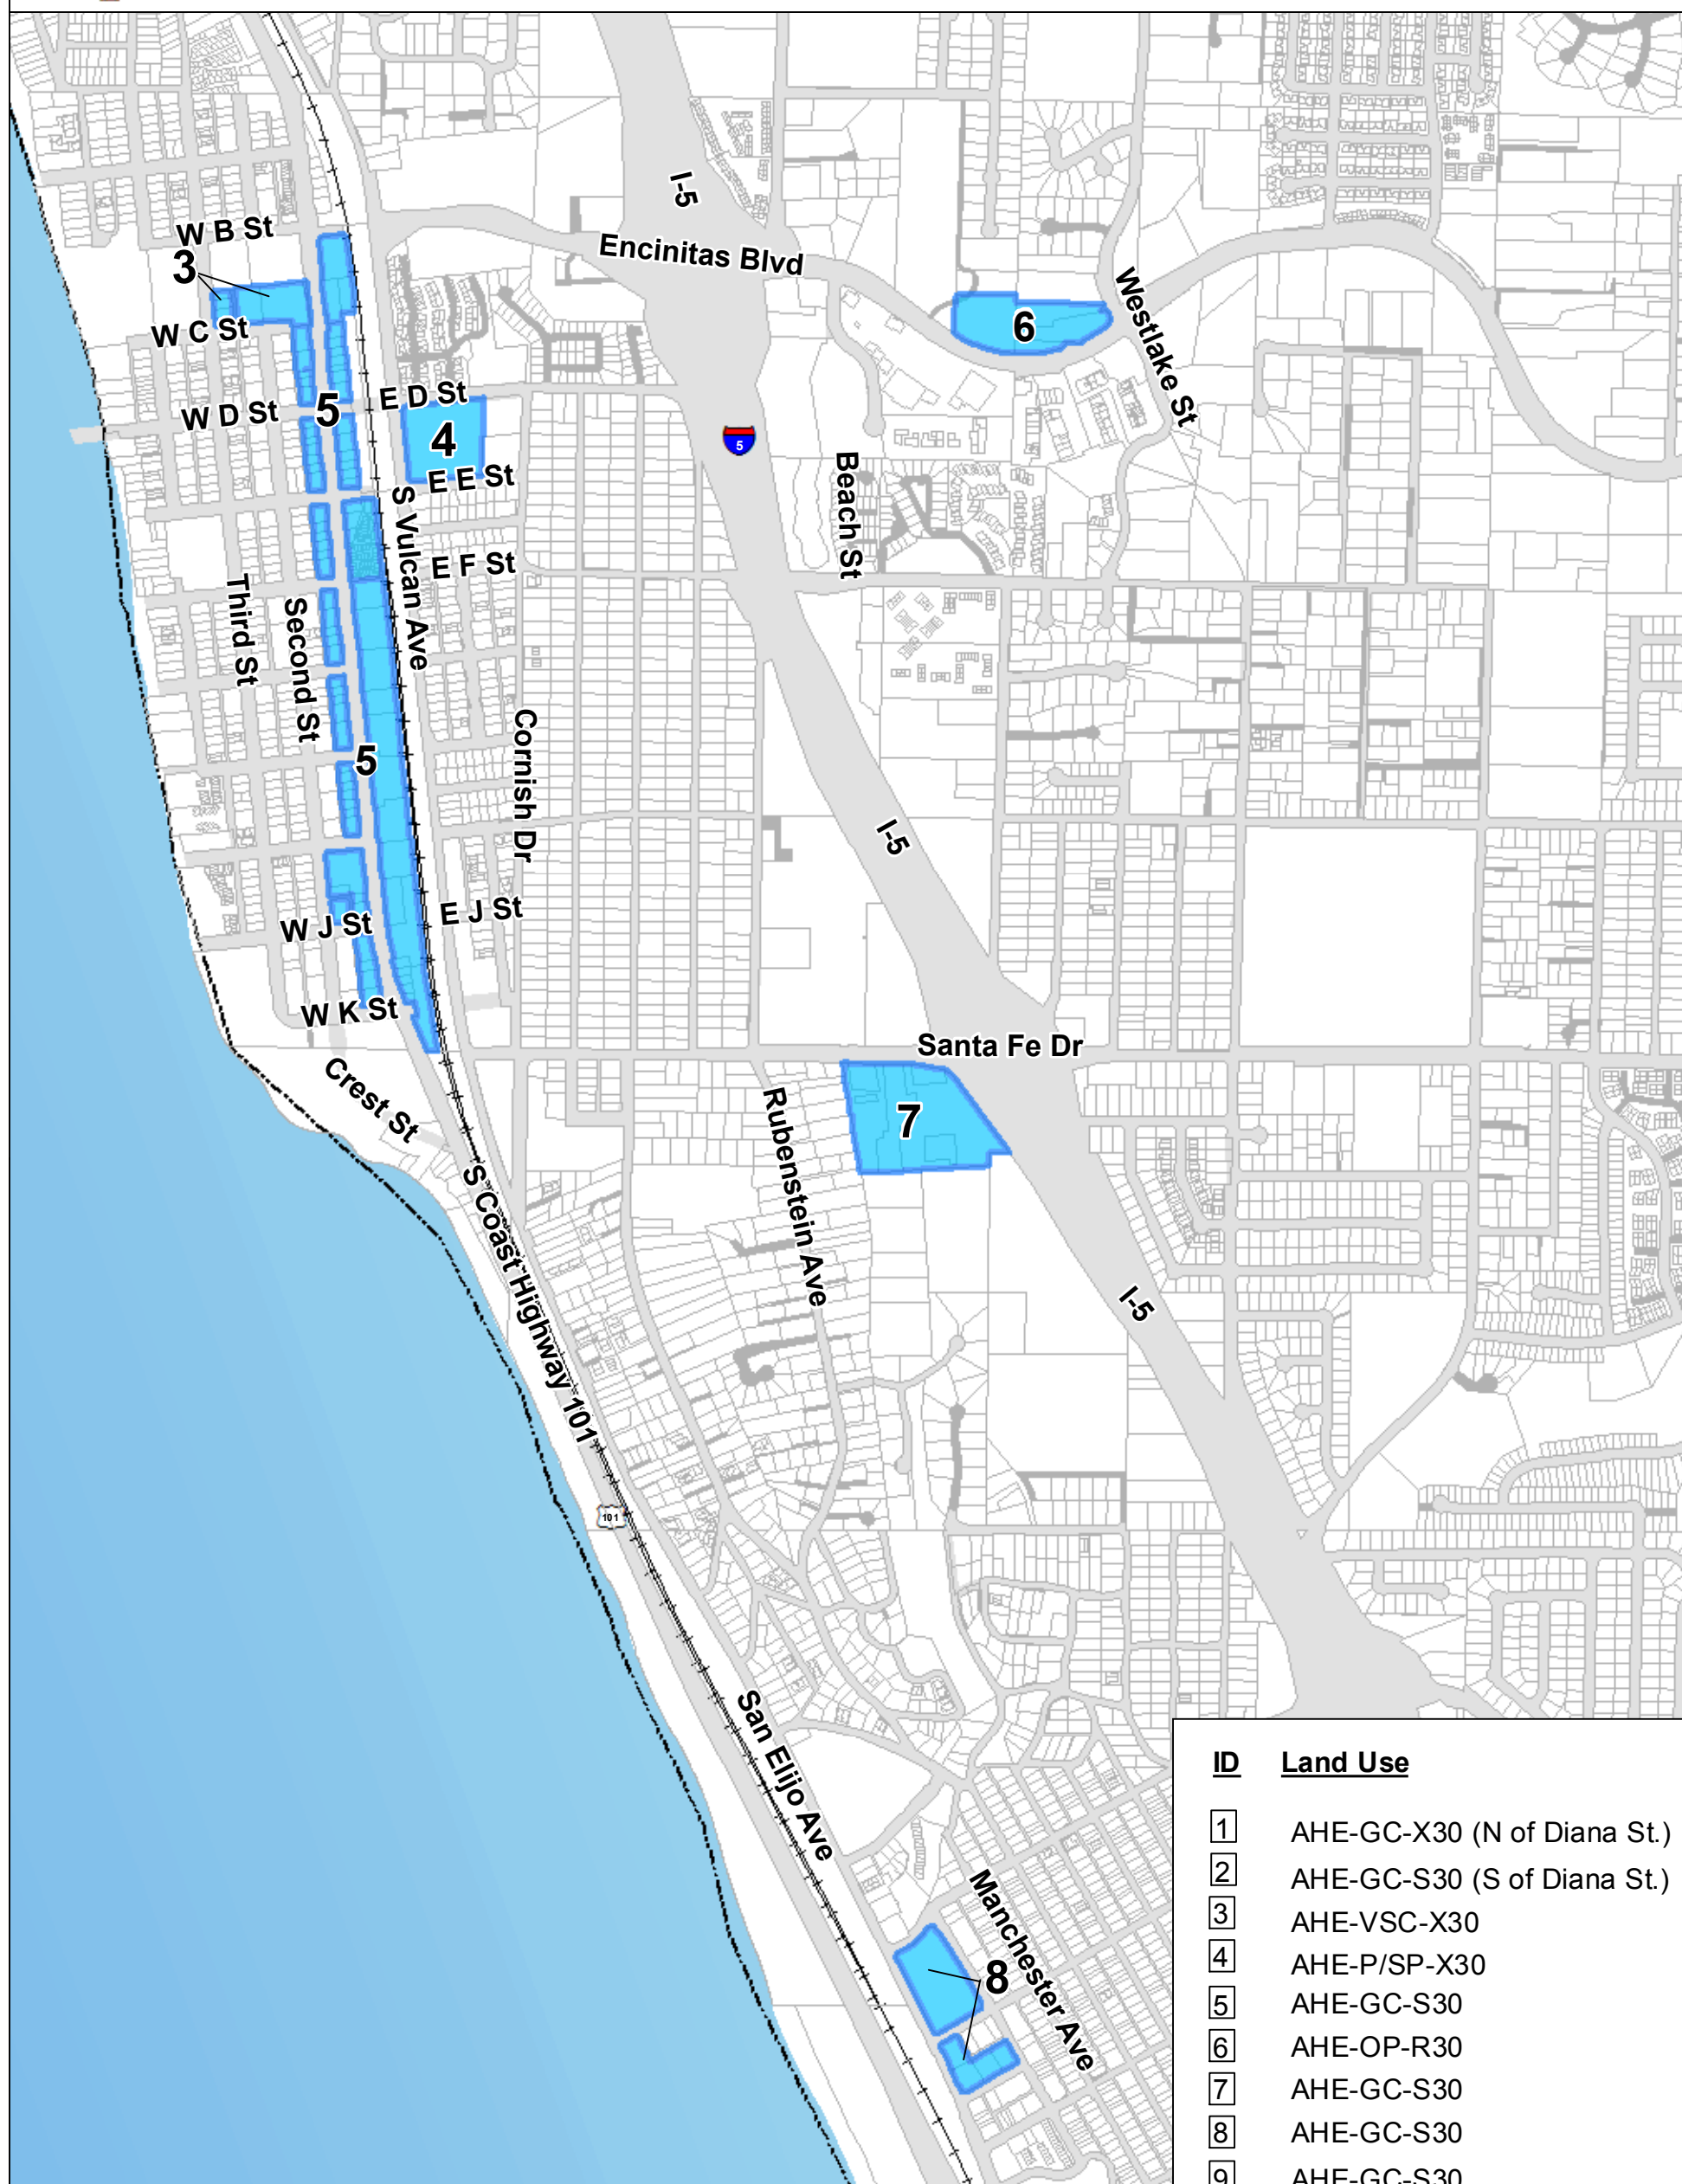 I-5
W B St
Encinitas Blvd
3
Westlake St
6
W C St
E D St
W D St
5
4
5
E E St
Beach St
S Vulcan Ave
E F St
Third St
Second St
Cornish Dr
5
I-5
E J St
W J St
W K St
Santa Fe Dr
Crest St
7
Rubenstein Ave
S Coast Highway 101
I-5
101
San Elijo Ave
Manchester Ave
8
ID Land Use
1 AHE-GC-X30 (N of Diana St.)
2 AHE-GC-S30 (S of Diana St.)
3 AHE-VSC-X30
4 AHE-P/SP-X30
5 AHE-GC-S30
6 AHE-OP-R30
7 AHE-GC-S30
8 AHE-GC-S30
9 AHE-GC-S30